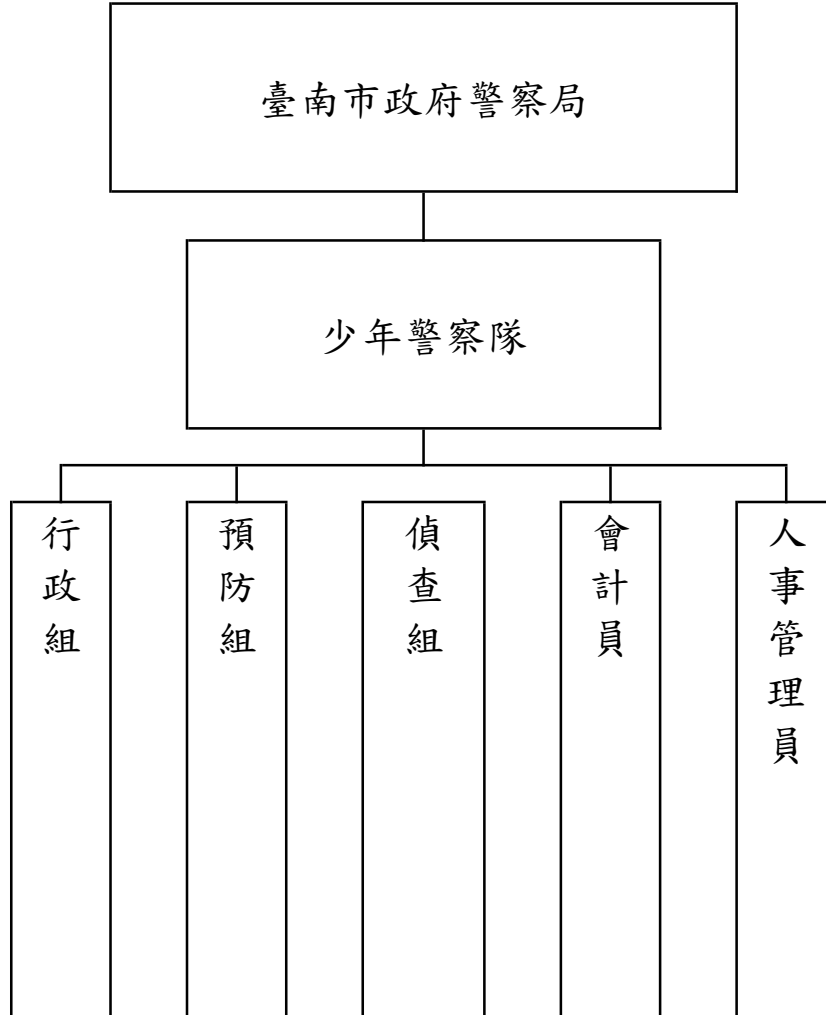 臺南市政府警察局
少年警察隊
行政組
預防組
偵查組
會計員
人事管理員